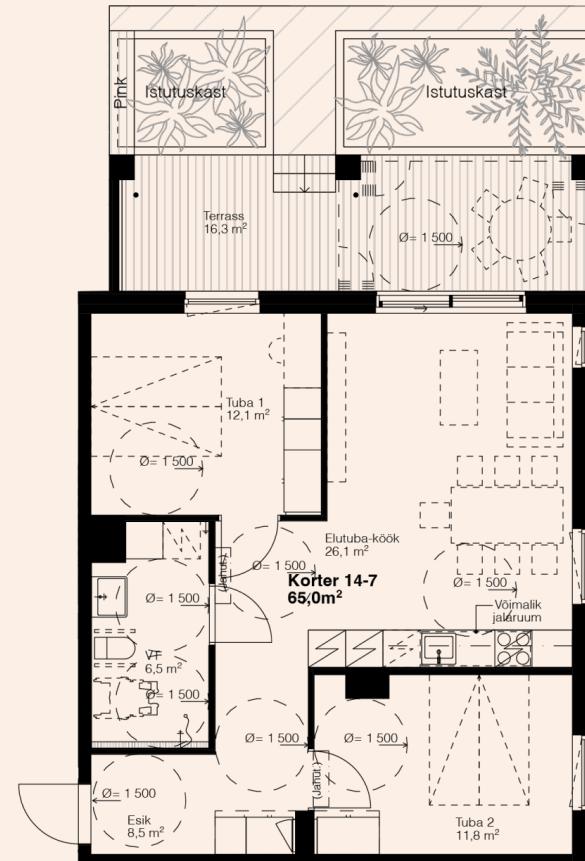 Pink
Istutuskast
Istutuskast
Terrass
16,3 m²
Ø= 1 500
Tuba 1
12,1 m²
Ø= 1 500
Elutuba-köök
26,1 m²
(Jahut.)
Ø= 1 500
Korter 14-7
65,0m²
Ø= 1 500
Ø= 1 500
Võimalik
jalaruum
VT
6,5 m²
Ø= 1 500
Ø= 1 500
Ø= 1 500
(Jahut.)
Ø= 1 500
Esik
8,5 m²
Tuba 2
11,8 m²